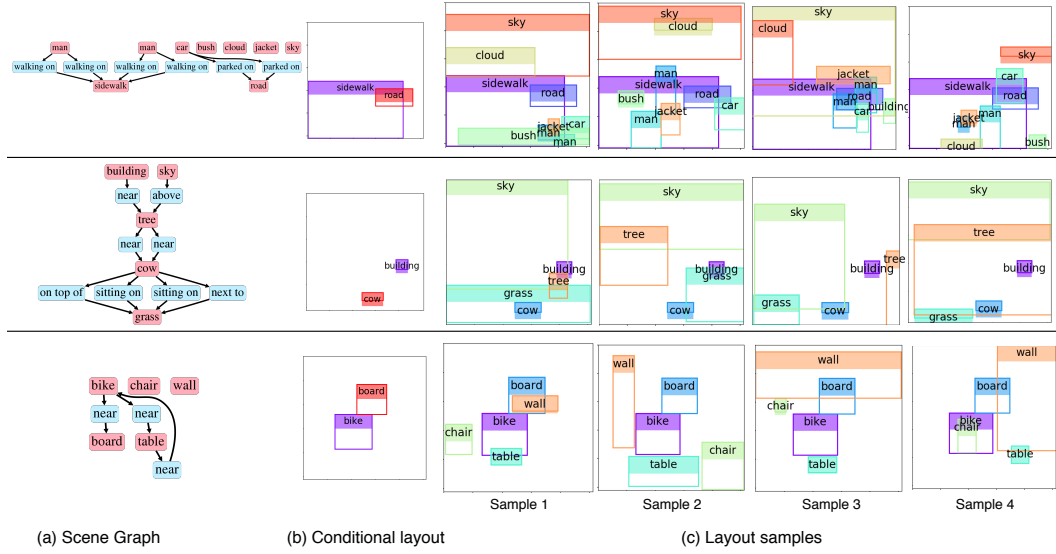 man man car bush cloud jacket sky
walking on walking on walking on walking on parked on parked on
sidewalk road
sidewalk
road
sky
cloud
sidewalk
road
jacket
car
bush
man
man
sky
cloud
man
sidewalk
road
bush
car
jacket
man
sky
cloud
jacket
man
sidewalk
road
man
building
car
sky
car
sidewalk
road
man
jacket
man
cloud
bush
building sky
near above
tree
near near
cow
on top of sitting on sitting on next to
grass
building
cow
sky
building
tree
grass
cow
sky
tree
building
grass
cow
sky
tree
building
grass
cow
sky
tree
building
cow
grass
bike chair wall
near near
board table
near
board
bike
board
wall
bike
chair
table
wall
board
bike
chair
table
wall
board
chair
bike
table
wall
board
bike
chair
table
Sample 1 Sample 2 Sample 3 Sample 4
(a) Scene Graph (b) Conditional layout (c) Layout samples